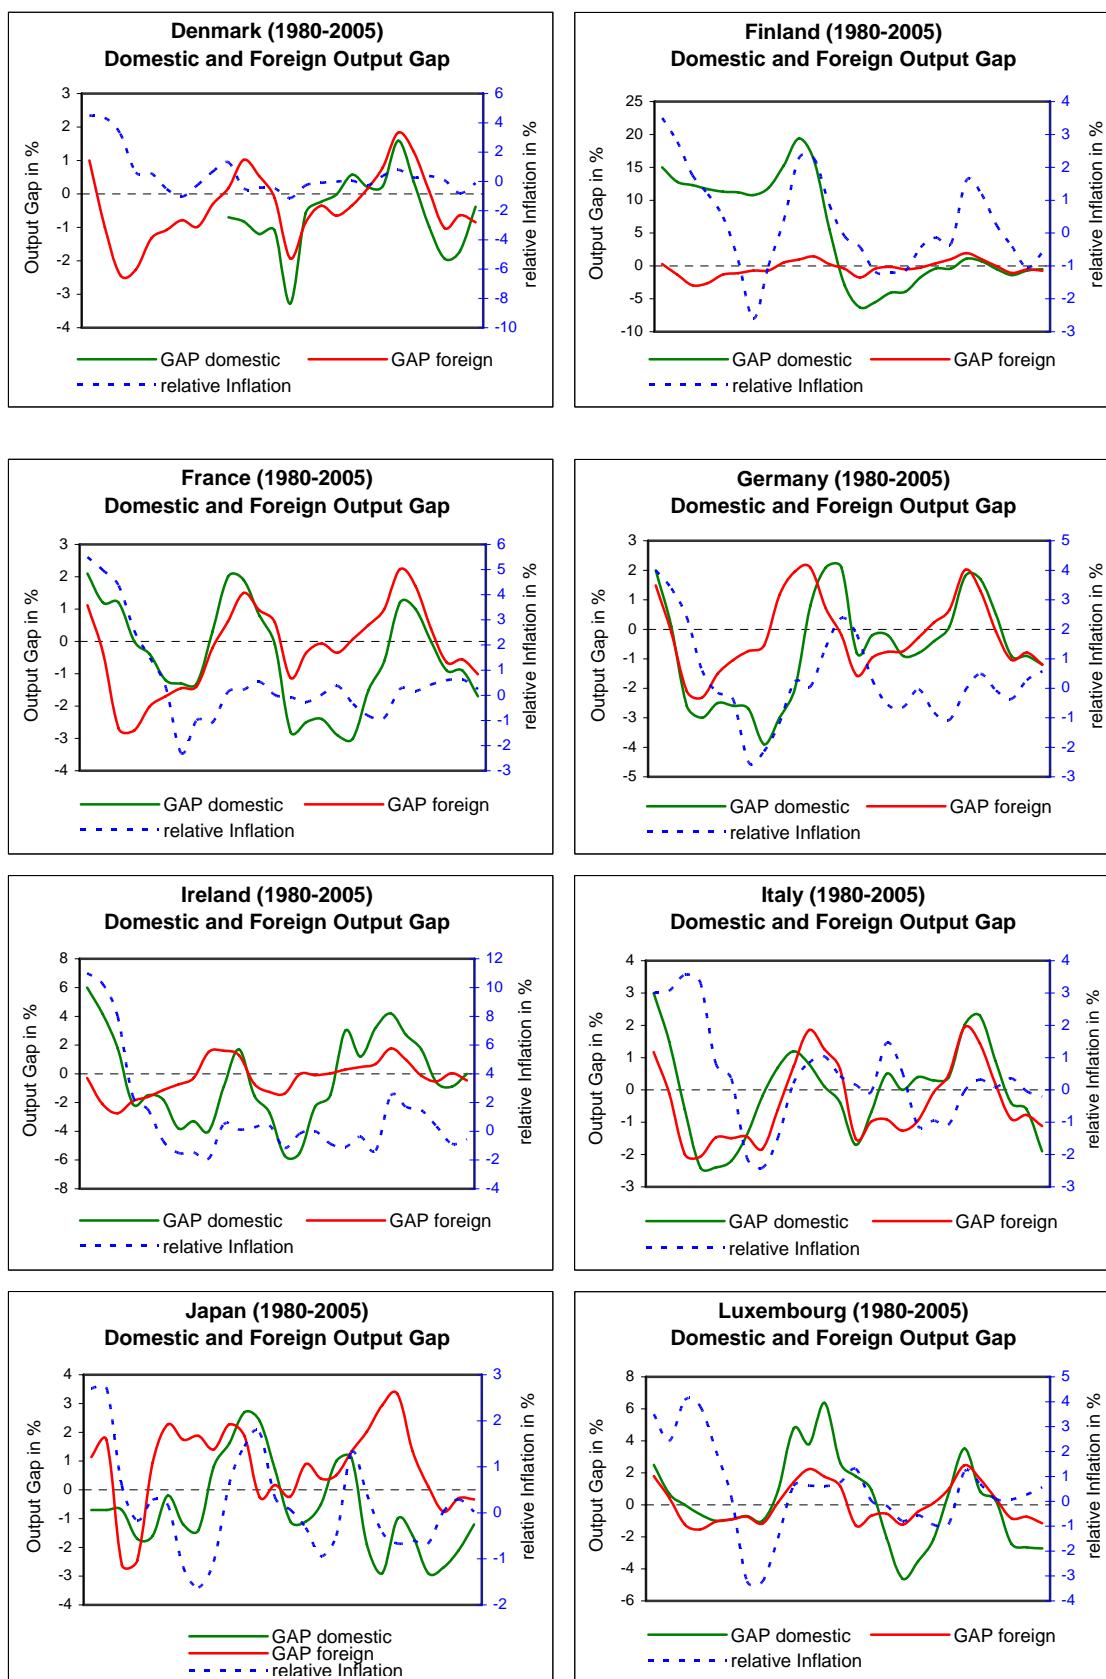 Denmark (1980-2005)
Domestic and Foreign Output Gap
Output Gap in %
3
2
1
0
-1
-2
-3
-4
6
4
2
0
-2
-4
-6
-8
-10
relative Inflation in %
GAP domestic
GAP foreign
relative Inflation
Finland (1980-2005)
Domestic and Foreign Output Gap
Output Gap in %
25
20
15
10
5
0
-5
-10
4
3
2
1
0
-1
-2
-3
relative Inflation in %
GAP domestic
GAP foreign
relative Inflation
France (1980-2005)
Domestic and Foreign Output Gap
Output Gap in %
3
2
1
0
-1
-2
-3
-4
6
5
4
3
2
1
0
-1
-2
-3
relative Inflation in %
GAP domestic
GAP foreign
relative Inflation
Germany (1980-2005)
Domestic and Foreign Output Gap
Output Gap in %
3
2
1
0
-1
-2
-3
-4
-5
5
4
3
2
1
0
-1
-2
-3
relative Inflation in %
GAP domestic
GAP foreign
relative Inflation
Ireland (1980-2005)
Domestic and Foreign Output Gap
Output Gap in %
8
6
4
2
0
-2
-4
-6
-8
12
10
8
6
4
2
0
-2
-4
relative Inflation in %
GAP domestic
GAP foreign
relative Inflation
Italy (1980-2005)
Domestic and Foreign Output Gap
Output Gap in %
4
3
2
1
0
-1
-2
-3
4
3
2
1
0
-1
-2
-3
relative Inflation in %
GAP domestic
GAP foreign
relative Inflation
Japan (1980-2005)
Domestic and Foreign Output Gap
Output Gap in %
4
3
2
1
0
-1
-2
-3
-4
3
2
1
0
-1
-2
relative Inflation in %
GAP domestic
GAP foreign
relative Inflation
Luxembourg (1980-2005)
Domestic and Foreign Output Gap
Output Gap in %
8
6
4
2
0
-2
-4
-6
5
4
3
2
1
0
-1
-2
-3
-4
relative Inflation in %
GAP domestic
GAP foreign
relative Inflation